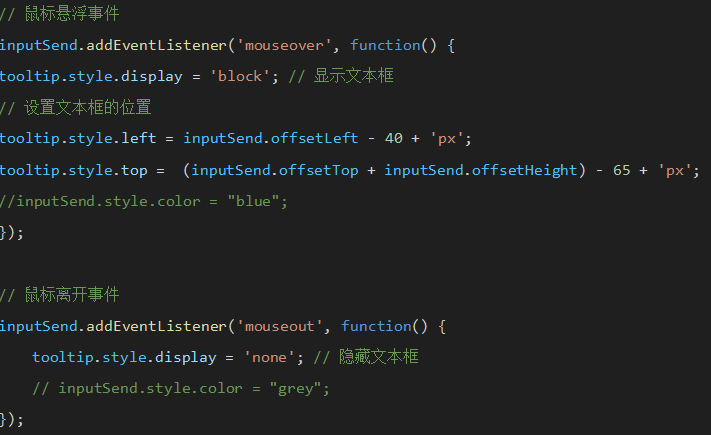 // 鼠标悬浮事件
inputSend.addEventListener('mouseover', function() {
tooltip.style.display = 'block'; // 显示文本框
// 设置文本框的位置
tooltip.style.left = inputSend.offsetLeft - 40 + 'px';
tooltip.style.top =  (inputSend.offsetTop + inputSend.offsetHeight) - 65 + 'px';
//inputSend.style.color = "blue";
});
// 鼠标离开事件
inputSend.addEventListener('mouseout', function() {
    tooltip.style.display = 'none'; // 隐藏文本框
    // inputSend.style.color = "grey";
});